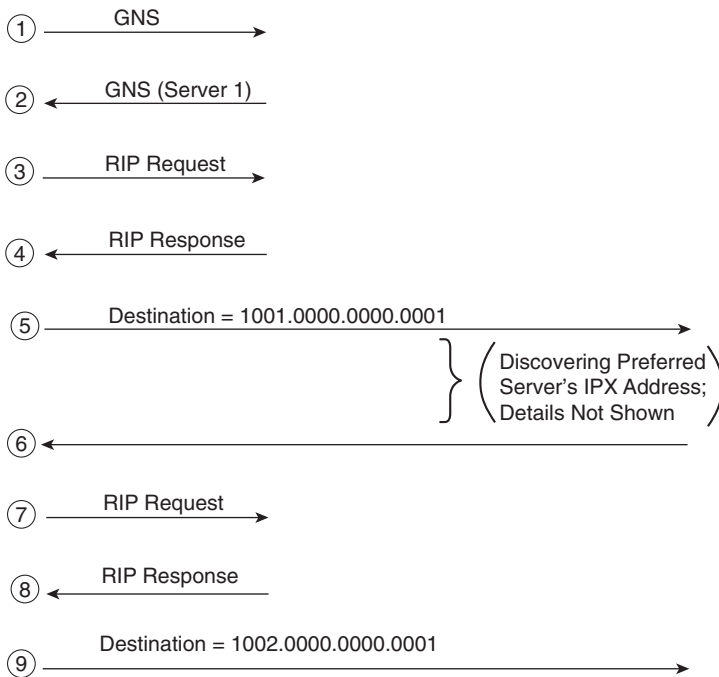 GNS
1
GNS (Server 1)
2
RIP Request
3
RIP Response
4
Destination = 1001.0000.0000.0001
5
Discovering Preferred
Server's IPX Address;
Details Not Shown
6
RIP Request
7
RIP Response
8
Destination = 1002.0000.0000.0001
9